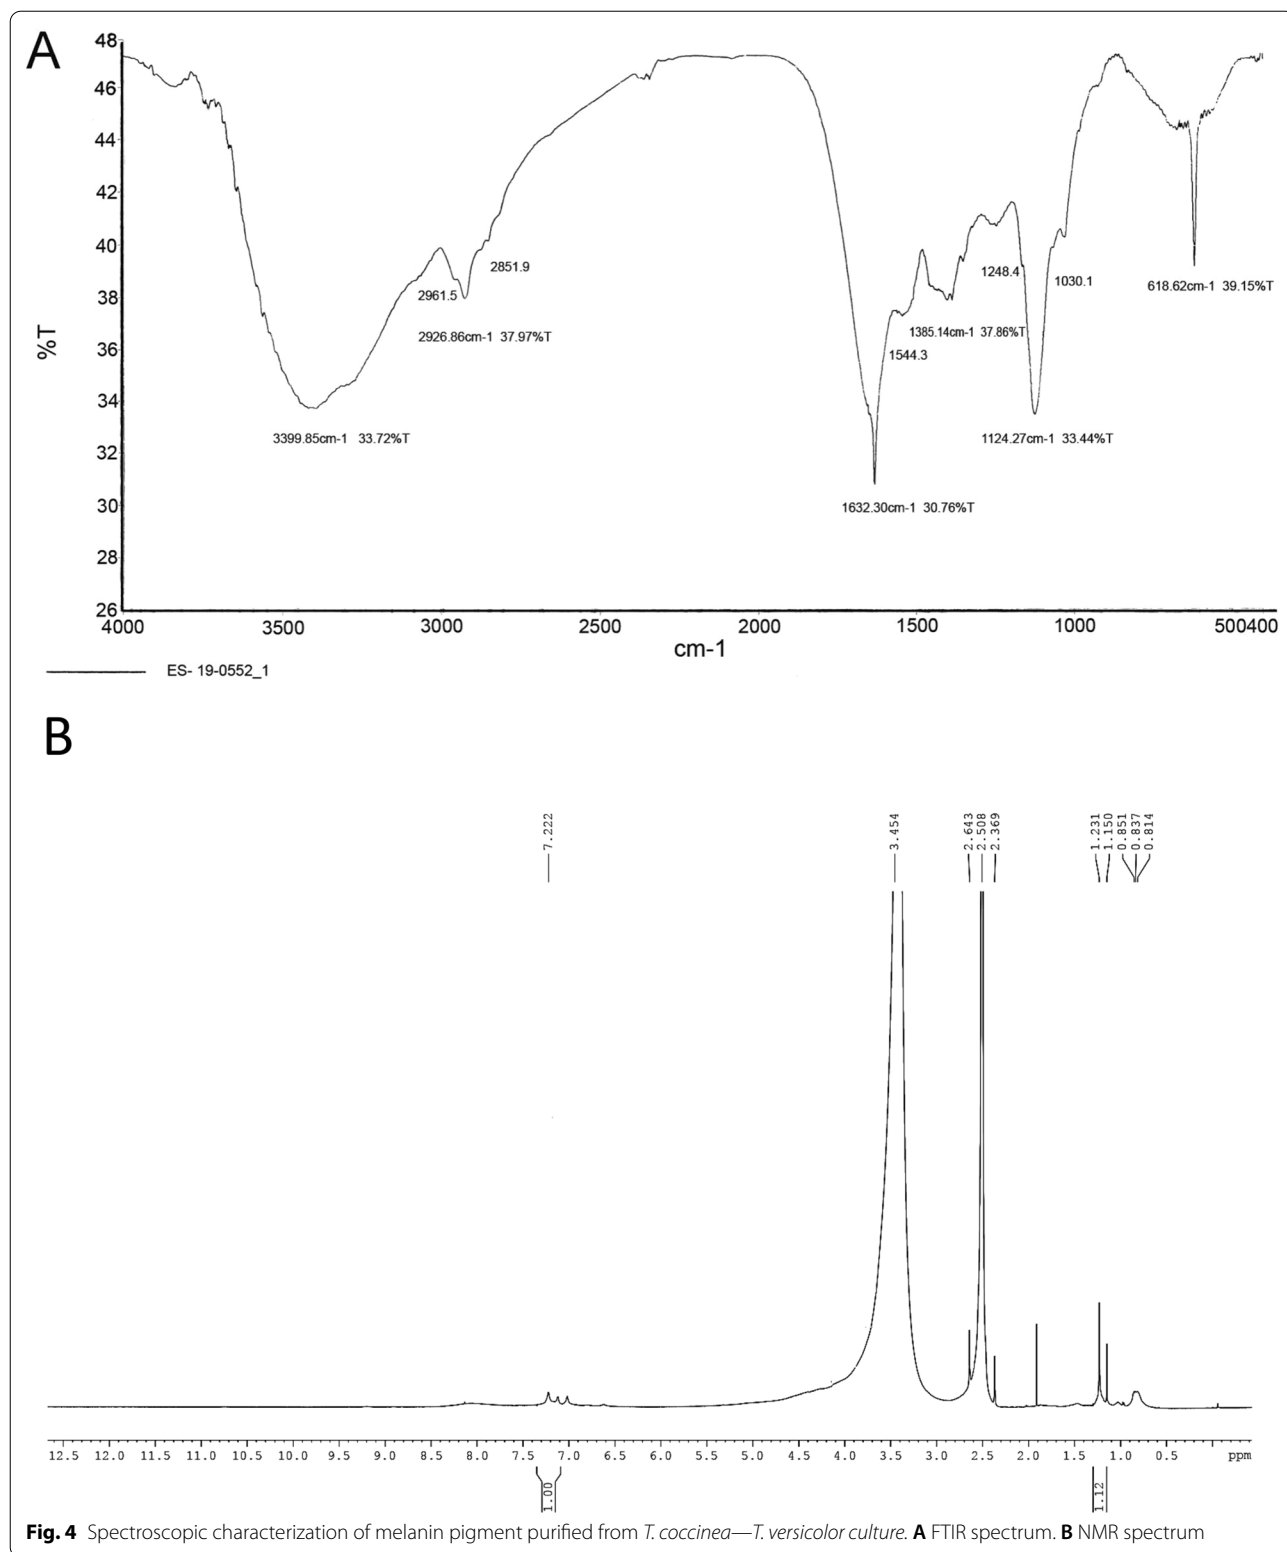 A
48
46
44
42
40
38
36
34
32
30
28
26
%T
2851.9
2961.5
2926.86cm-1 37.97%T
3399.85cm-1 33.72%T
1248.4
1030.1
618.62cm-1 39.15%T
1385.14cm-1 37.86%T
1544.3
1124.27cm-1 33.44%T
1632.30cm-1 30.76%T
4000 3500 3000 2500 2000 1500 1000 500400
cm-1
ES- 19-0552_1
B
7.222
3.454
2.643
2.508
2.369
1.231
1.150
0.851
0.837
0.814
12.5 12.0 11.5 11.0 10.5 10.0 9.5 9.0 8.5 8.0 7.5 7.0 6.5 6.0 5.5 5.0 4.5 4.0 3.5 3.0 2.5 2.0 1.5 1.0 0.5 ppm
1.00
1.12
Fig. 4 Spectroscopic characterization of melanin pigment purified from T. coccinea—T. versicolor culture. A FTIR spectrum. B NMR spectrum